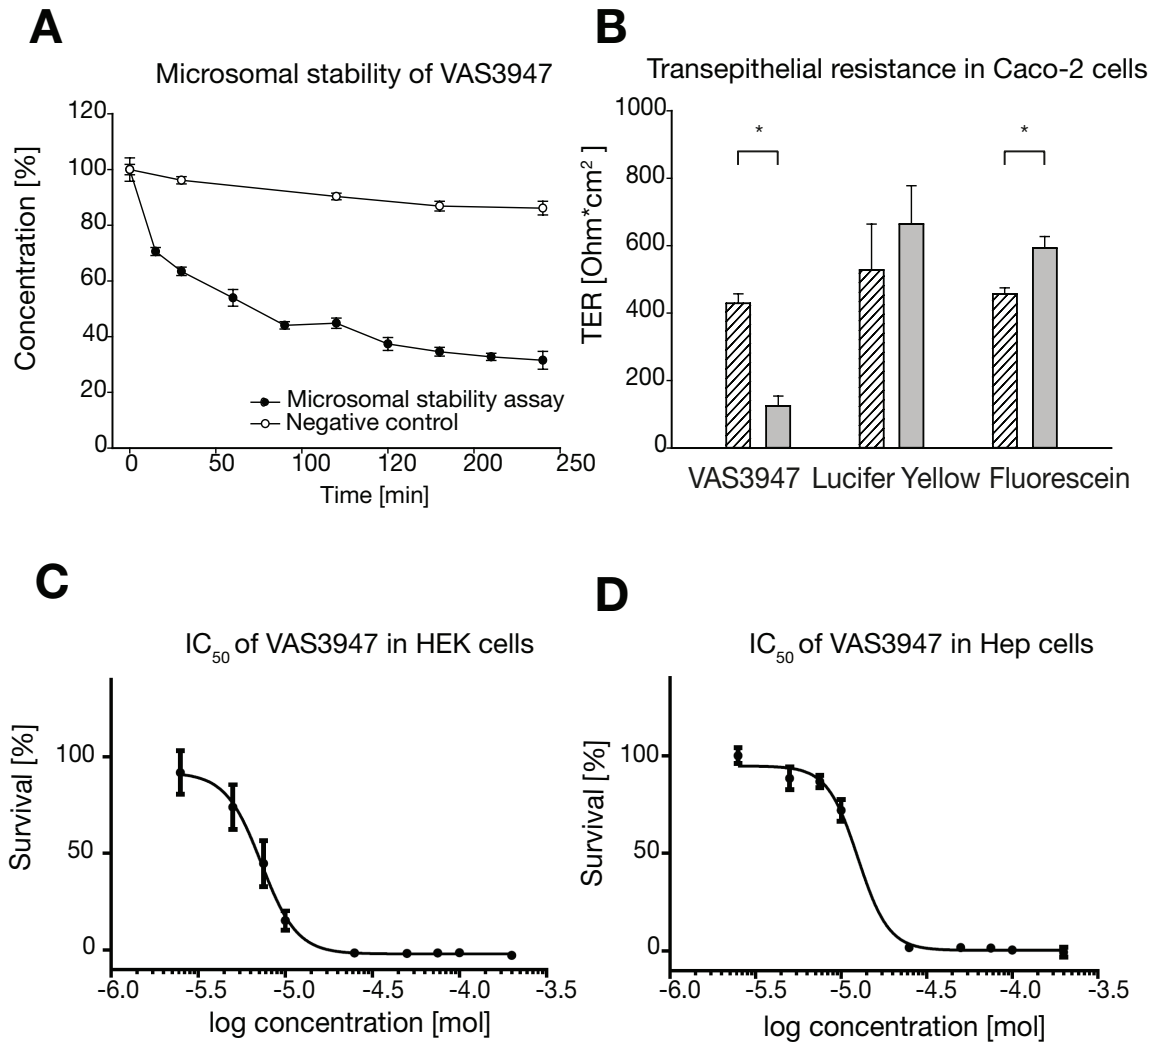 A
Microsomal stability of VAS3947
Concentration [%]
120
100
80
60
40
20
0
Microsomal stability assay
Negative control
0 50 100 120 200 250
Time [min]
B
Transepithelial resistance in Caco-2 cells
TER [Ohm*cm²]
1000
800
600
400
200
0
*
*
VAS3947 Lucifer Yellow Fluorescein
C
IC₅₀ of VAS3947 in HEK cells
Survival [%]
100
50
0
-6.0 -5.5 -5.0 -4.5 -4.0 -3.5
log concentration [mol]
D
IC₅₀ of VAS3947 in Hep cells
Survival [%]
100
50
0
-6.0 -5.5 -5.0 -4.5 -4.0 -3.5
log concentration [mol]